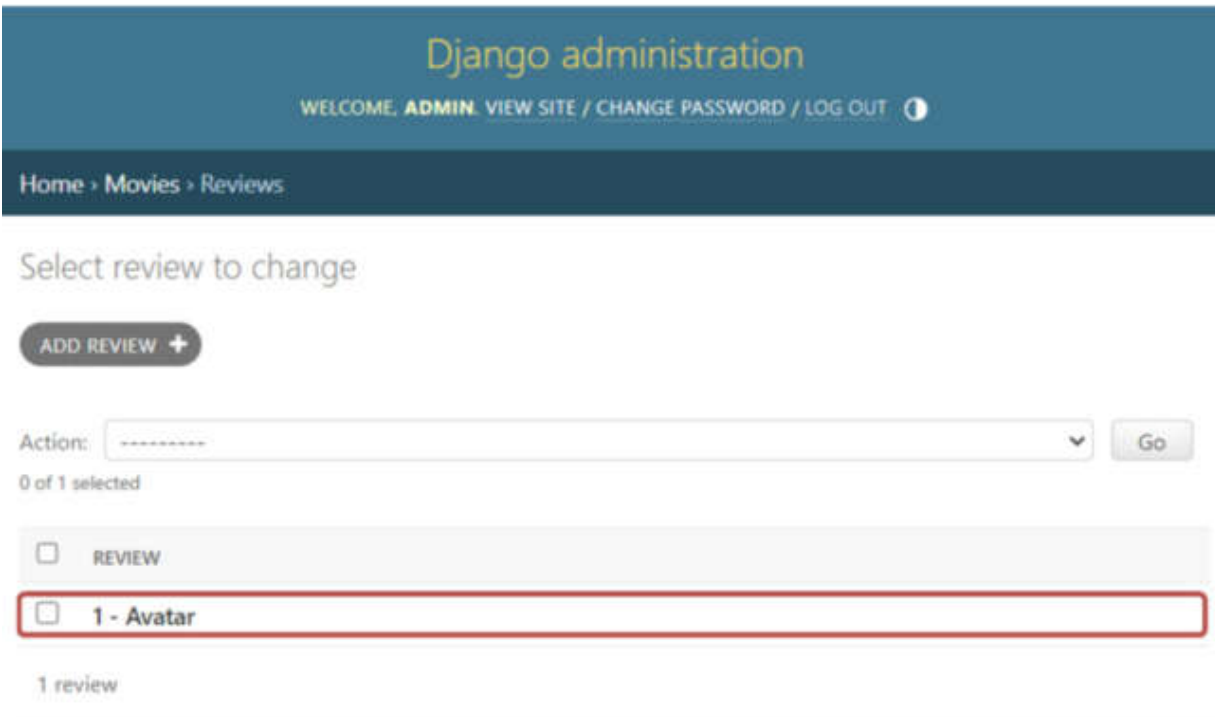 Django administration
WELCOME, ADMIN. VIEW SITE / CHANGE PASSWORD / LOG OUT
Home › Movies › Reviews
Select review to change
ADD REVIEW +
Action: --------- Go
0 of 1 selected
REVIEW
1 - Avatar
1 review